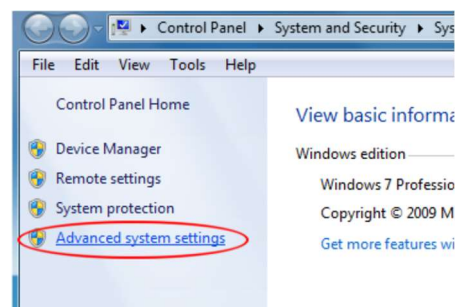 Control Panel ▸ System and Security ▸ Sys
File Edit View Tools Help
Control Panel Home
Device Manager
Remote settings
System protection
Advanced system settings
View basic informa
Windows edition
Windows 7 Professio
Copyright © 2009 M
Get more features wi